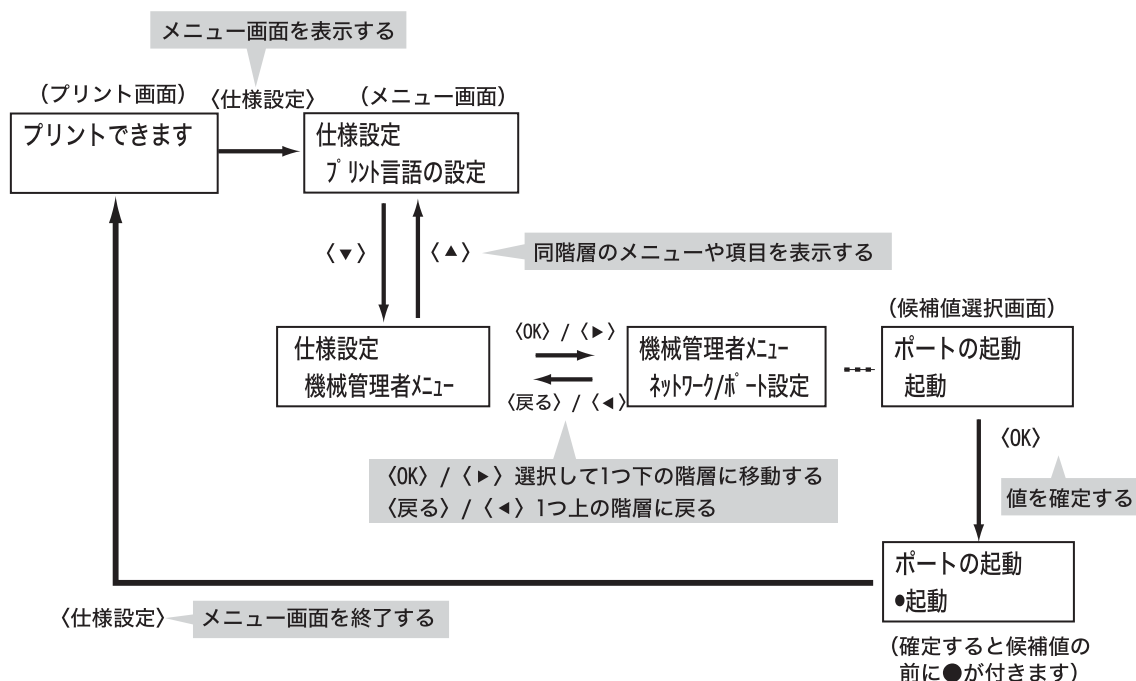 メニュー画面を表示する
（プリント画面）
〈仕様設定〉
（メニュー画面）
プリントできます
仕様設定
ﾌﾟﾘﾝﾄ言語の設定
〈▼〉
〈▲〉
同階層のメニューや項目を表示する
仕様設定
機械管理者ﾒﾆｭｰ
〈OK〉/〈▶〉
〈戻る〉/〈◀〉
機械管理者ﾒﾆｭｰ
ﾈｯﾄﾜｰｸ/ﾎﾟｰﾄ設定
（候補値選択画面）
ポートの起動
起動
〈OK〉/〈▶〉選択して1つ下の階層に移動する
〈戻る〉/〈◀〉1つ上の階層に戻る
〈OK〉
値を確定する
ポートの起動
●起動
（確定すると候補値の
前に●が付きます）
〈仕様設定〉
メニュー画面を終了する